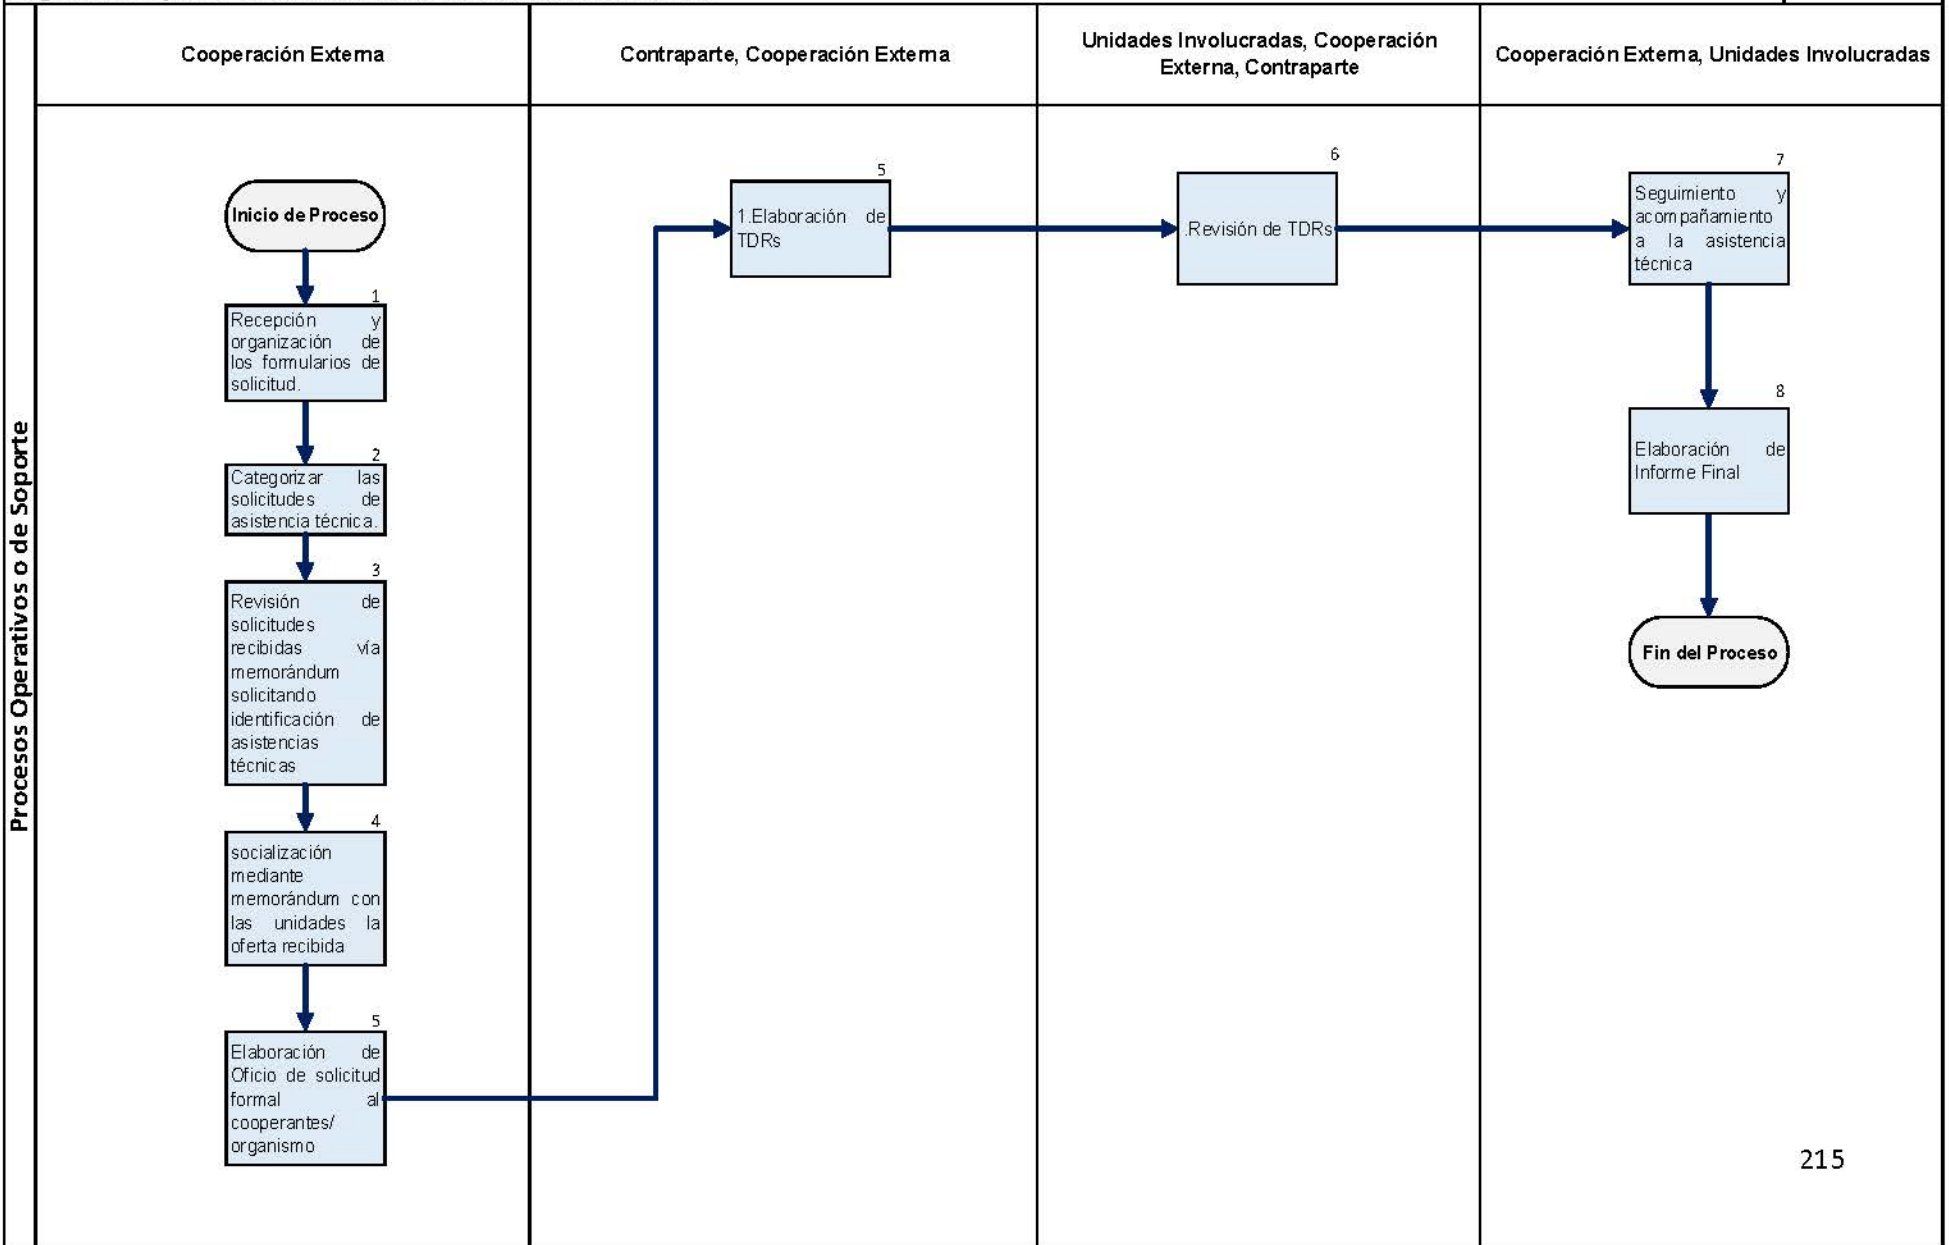 Procesos Operativos o de Soporte
Cooperación Externa
Contraparte, Cooperación Externa
Unidades Involucradas, Cooperación
Externa, Contraparte
Cooperación Externa, Unidades Involucradas
Inicio de Proceso
1
Recepción y
organización de
los formularios de
solicitud.
2
Categorizar las
solicitudes de
asistencia técnica.
3
Revisión de
solicitudes
recibidas vía
memorándum
solicitando
identificación de
asistencias
técnicas
4
socialización
mediante
memorándum con
las unidades la
oferta recibida
5
Elaboración de
Oficio de solicitud
formal al
cooperantes/
organismo
5
1.Elaboración de
TDRs
6
.Revisión de TDRs
7
Seguimiento y
acompañamiento
a la asistencia
técnica
8
Elaboración de
Informe Final
Fin del Proceso
215